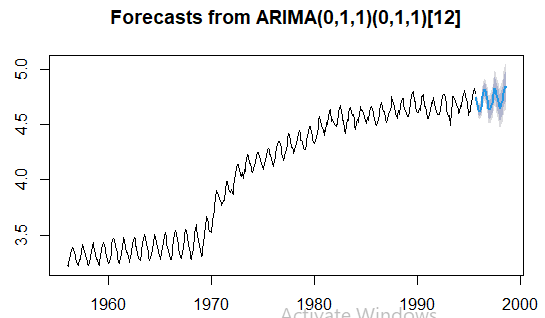 Forecasts from ARIMA(0,1,1)(0,1,1)[12]
5.0
4.5
4.0
3.5
1960 1970 1980 1990 2000
Activate Windows